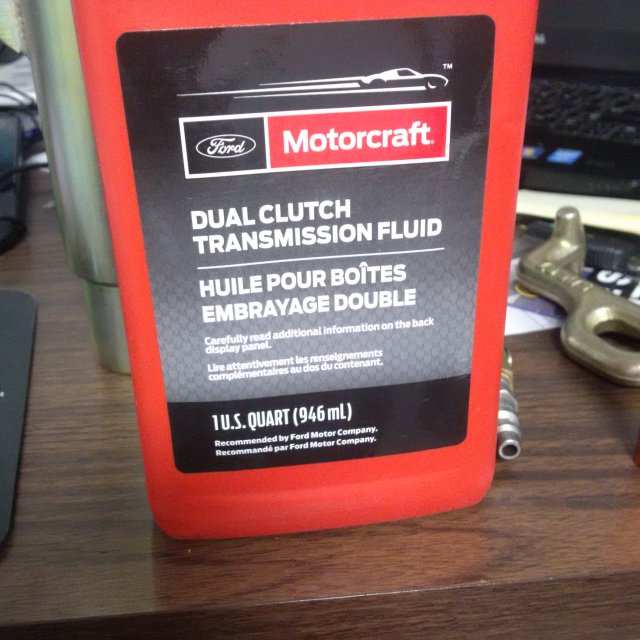 TM
Ford
Motorcraft®
DUAL CLUTCH
TRANSMISSION FLUID
HUILE POUR BOÎTES
EMBRAYAGE DOUBLE
Carefully read additional information on the back
display panel.
Lire attentivement les renseignements
complémentaires au dos du contenant.
1 U.S. QUART (946 mL)
Recommended by Ford Motor Company.
Recommandé par Ford Motor Company.